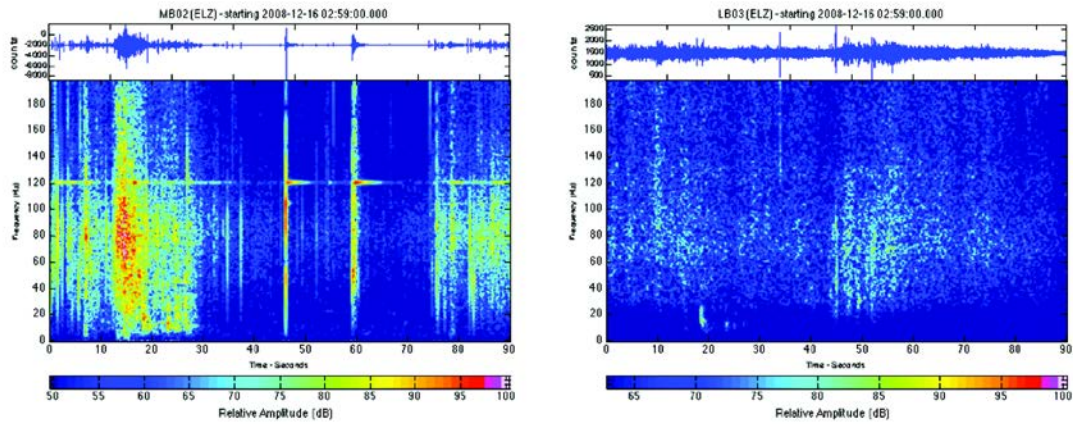 MB02(ELZ) - starting 2008-12-16 02:59:00.000
0
-2000
-4000
-6000
-8000
counts
180
160
140
120
100
80
60
40
20
0
Frequency (Hz)
0 10 20 30 40 50 60 70 80 90
Time - Seconds
50 55 60 65 70 75 80 85 90 95 100
Relative Amplitude [dB]
LB03(ELZ) - starting 2008-12-16 02:59:00.000
2500
2000
1500
1000
500
counts
180
160
140
120
100
80
60
40
20
0
Frequency (Hz)
0 10 20 30 40 50 60 70 80 90
Time - Seconds
65 70 75 80 85 90 95 100
Relative Amplitude [dB]